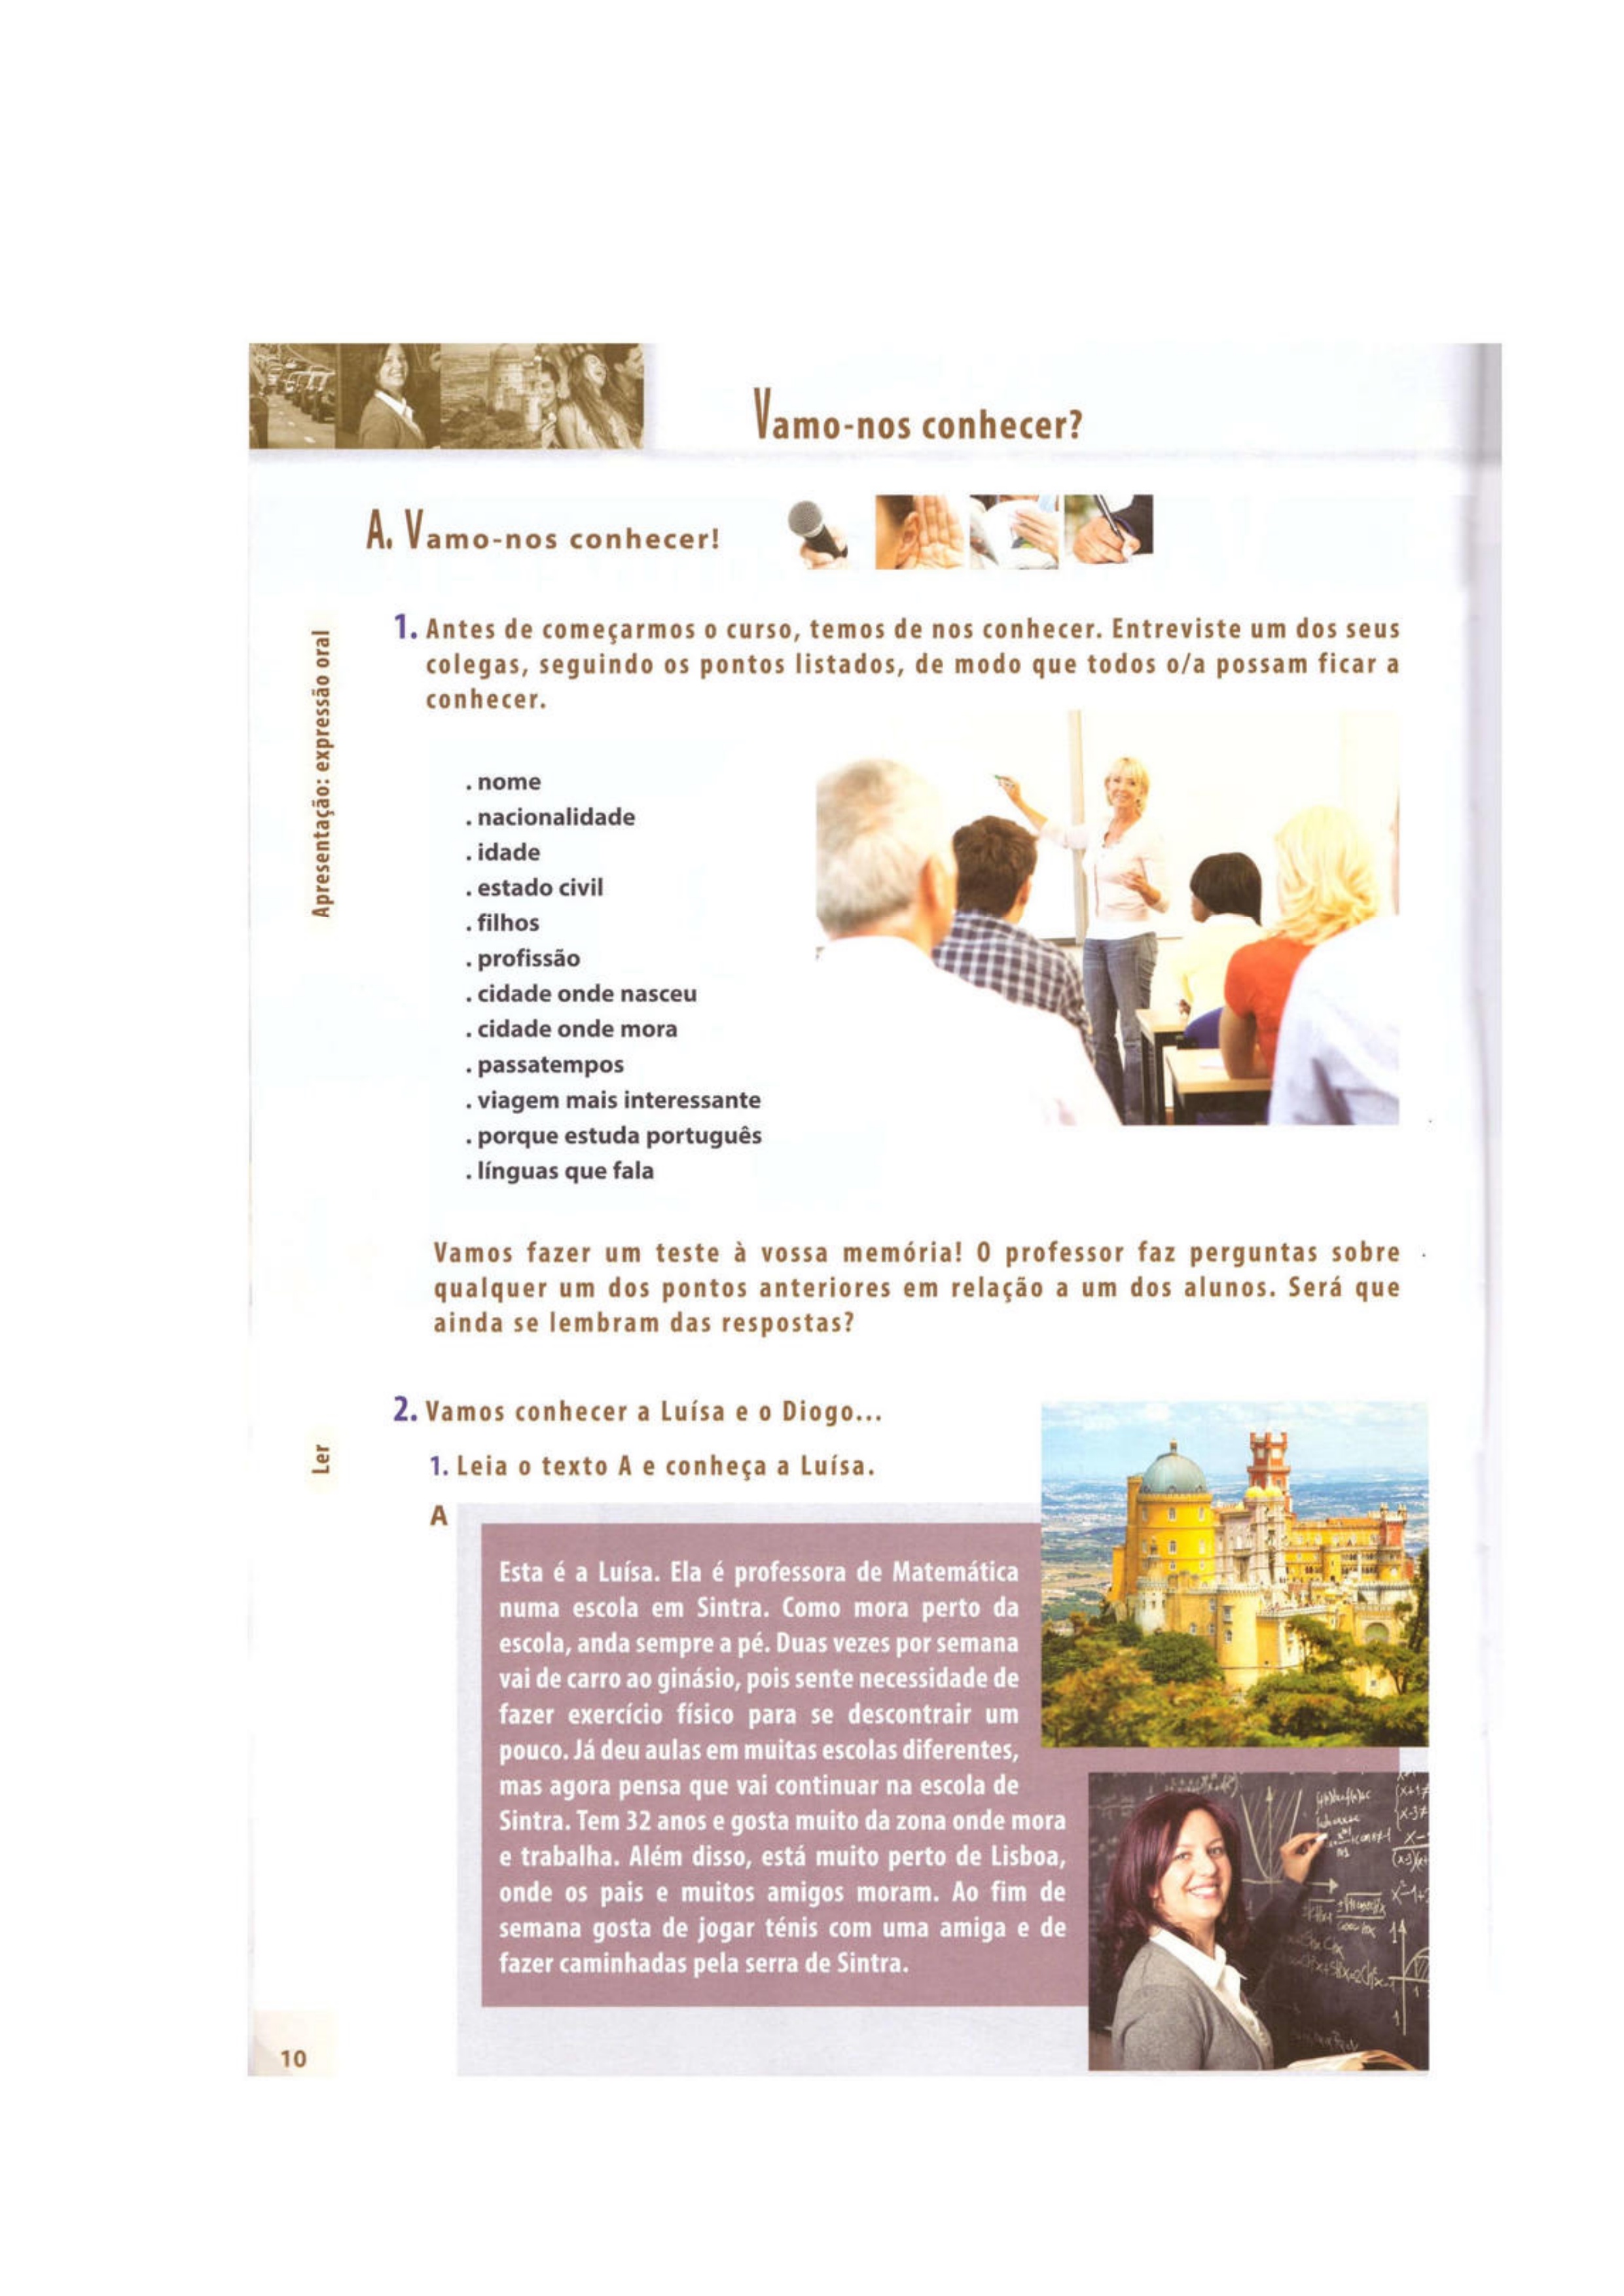 Vamo-nos conhecer?
A. Vamo-nos conhecer!
Apresentação: expressão oral
1. Antes de começarmos o curso, temos de nos conhecer. Entreviste um dos seus
colegas, seguindo os pontos listados, de modo que todos o/a possam ficar a
conhecer.
. nome
. nacionalidade
. idade
. estado civil
. filhos
. profissão
. cidade onde nasceu
. cidade onde mora
. passatempos
. viagem mais interessante
. porque estuda português
. línguas que fala
Vamos fazer um teste à vossa memória! O professor faz perguntas sobre
qualquer um dos pontos anteriores em relação a um dos alunos. Será que
ainda se lembram das respostas?
2. Vamos conhecer a Luísa e o Diogo...
Ler
1. Leia o texto A e conheça a Luísa.
A
Esta é a Luísa. Ela é professora de Matemática
numa escola em Sintra. Como mora perto da
escola, anda sempre a pé. Duas vezes por semana
vai de carro ao ginásio, pois sente necessidade de
fazer exercício físico para se descontrair um
pouco. Já deu aulas em muitas escolas diferentes,
mas agora pensa que vai continuar na escola de
Sintra. Tem 32 anos e gosta muito da zona onde mora
e trabalha. Além disso, está muito perto de Lisboa,
onde os pais e muitos amigos moram. Ao fim de
semana gosta de jogar ténis com uma amiga e de
fazer caminhadas pela serra de Sintra.
10